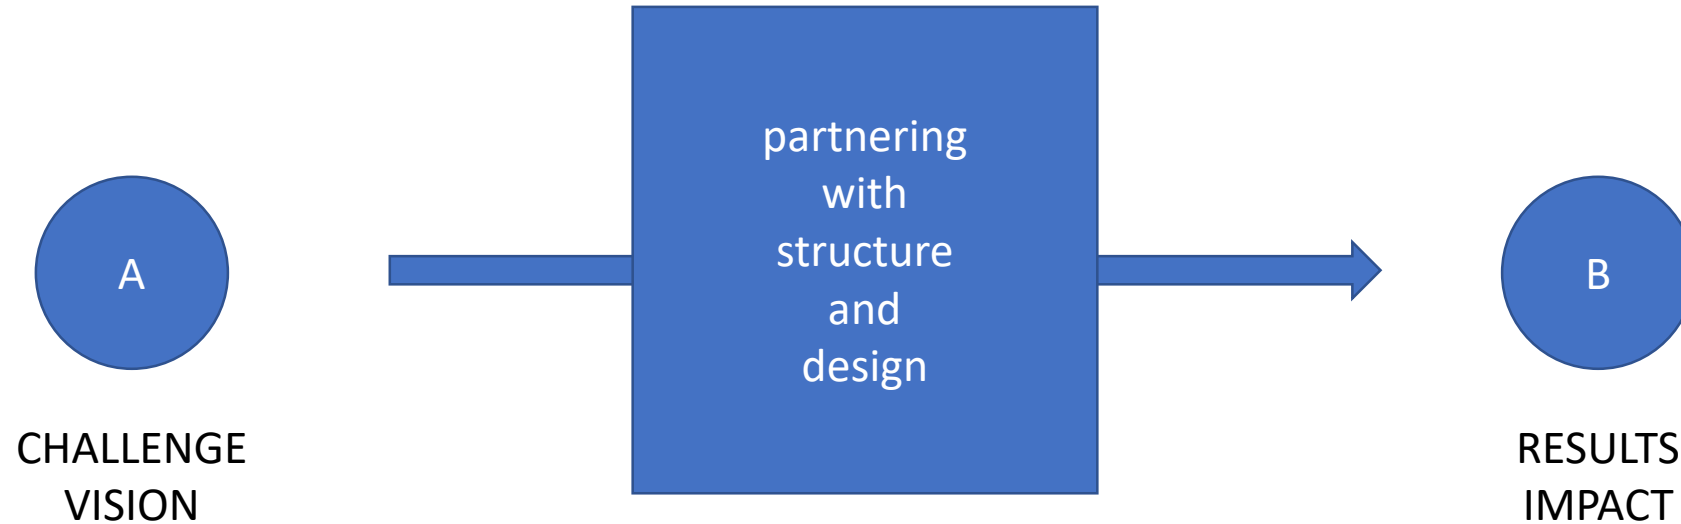 A
CHALLENGE
VISION
partnering
with
structure
and
design
B
RESULTS
IMPACT